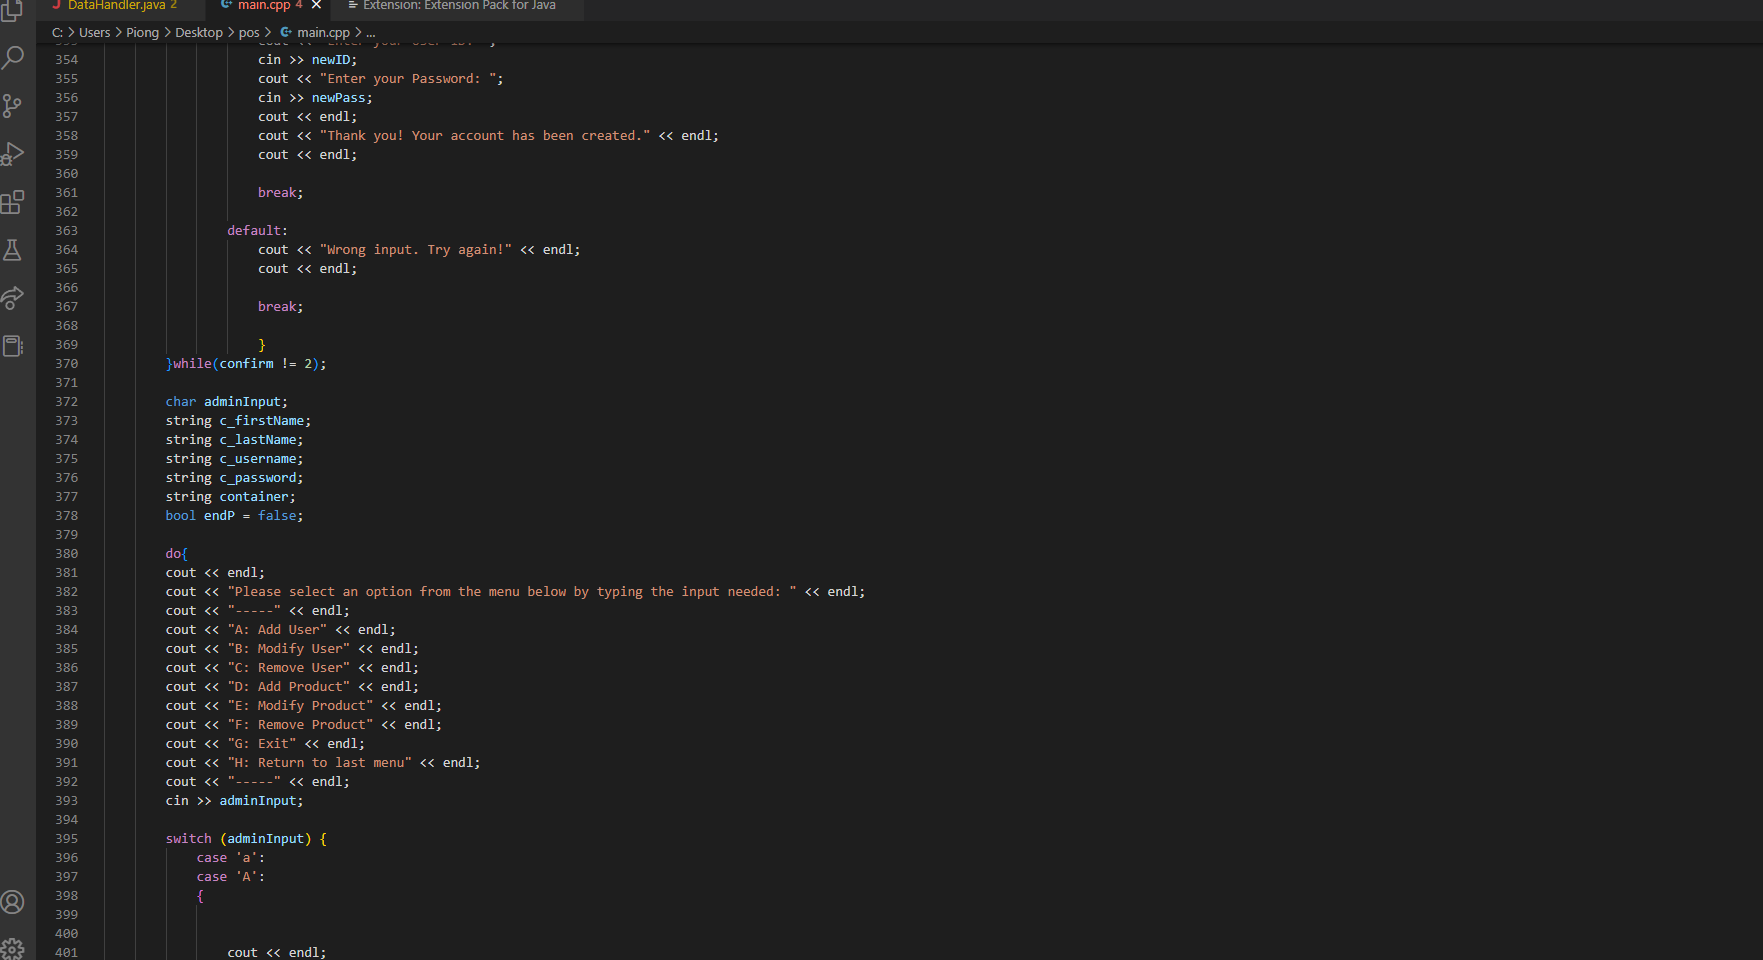 DataHandler.java 2 main.cpp 4 Extension: Extension Pack for Java
C: > Users > Piong > Desktop > pos > main.cpp > ...
353 cout << "Enter your User ID: ";
354 cin >> newID;
355 cout << "Enter your Password: ";
356 cin >> newPass;
357 cout << endl;
358 cout << "Thank you! Your account has been created." << endl;
359 cout << endl;
360
361 break;
362
363 default:
364 cout << "Wrong input. Try again!" << endl;
365 cout << endl;
366
367 break;
368
369 }
370 }while(confirm != 2);
371
372 char adminInput;
373 string c_firstName;
374 string c_lastName;
375 string c_username;
376 string c_password;
377 string container;
378 bool endP = false;
379
380 do{
381 cout << endl;
382 cout << "Please select an option from the menu below by typing the input needed: " << endl;
383 cout << "-----" << endl;
384 cout << "A: Add User" << endl;
385 cout << "B: Modify User" << endl;
386 cout << "C: Remove User" << endl;
387 cout << "D: Add Product" << endl;
388 cout << "E: Modify Product" << endl;
389 cout << "F: Remove Product" << endl;
390 cout << "G: Exit" << endl;
391 cout << "H: Return to last menu" << endl;
392 cout << "-----" << endl;
393 cin >> adminInput;
394
395 switch (adminInput) {
396 case 'a':
397 case 'A':
398 {
399
400
401 cout << endl;